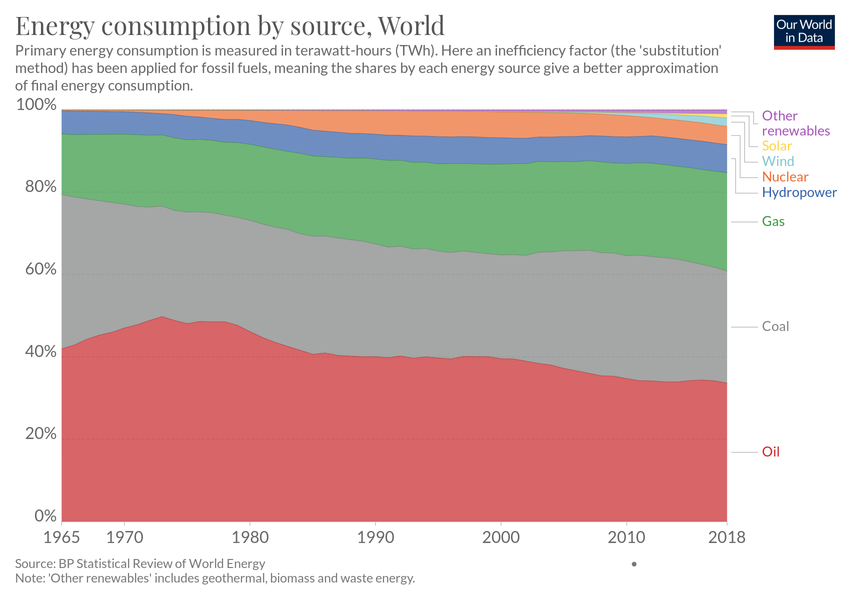 Energy consumption by source, World
Our World
in Data
Primary energy consumption is measured in terawatt-hours (TWh). Here an inefficiency factor (the 'substitution'
method) has been applied for fossil fuels, meaning the shares by each energy source give a better approximation
of final energy consumption.
100%
80%
60%
40%
20%
0%
Other
renewables
Solar
Wind
Nuclear
Hydropower
Gas
Coal
Oil
1965
1970
1980
1990
2000
2010
2018
Source: BP Statistical Review of World Energy
Note: 'Other renewables' includes geothermal, biomass and waste energy.